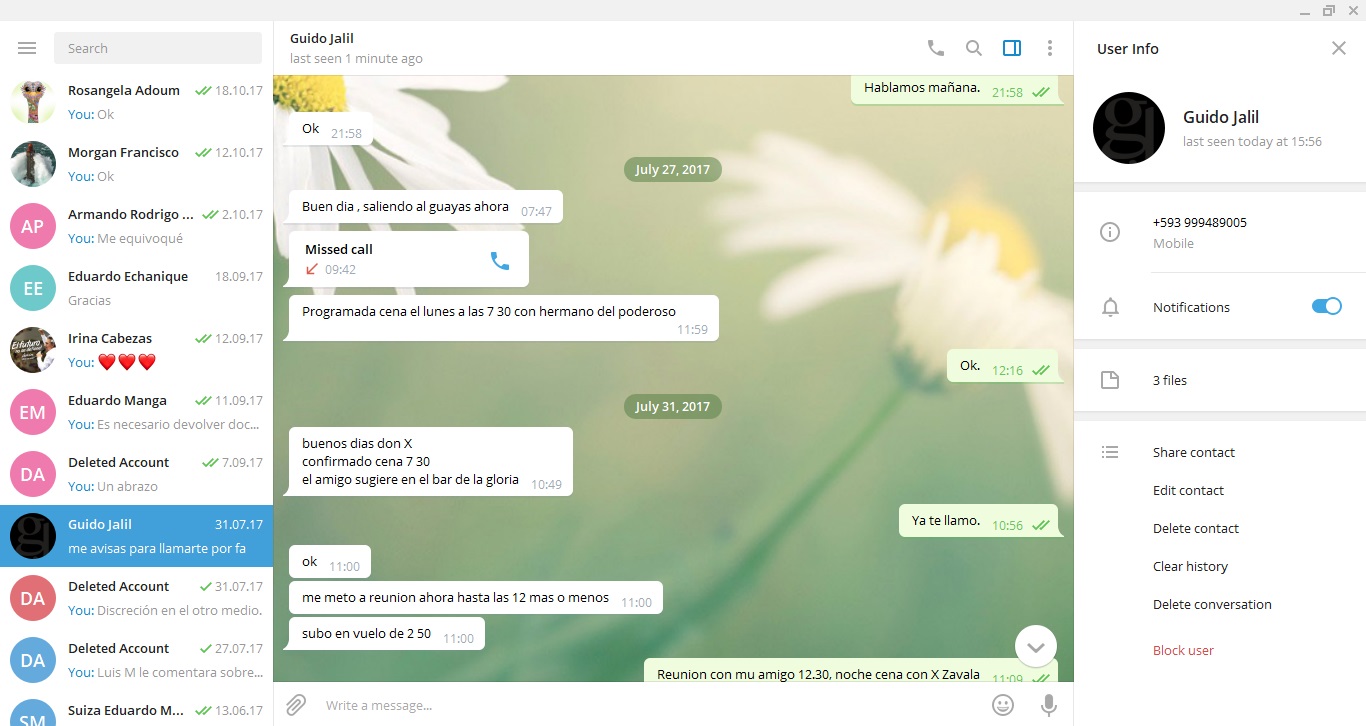 Search
Rosangela Adoum 18.10.17
You: Ok
Morgan Francisco 12.10.17
You: Ok
AP
Armando Rodrigo ... 2.10.17
You: Me equivoqué
EE
Eduardo Echanique 18.09.17
Gracias
Irina Cabezas 12.09.17
You: ❤️❤️❤️
EM
Eduardo Manga 11.09.17
You: Es necesario devolver doc...
DA
Deleted Account 7.09.17
You: Un abrazo
gj
Guido Jalil 31.07.17
me avisas para llamarte por fa
DA
Deleted Account 31.07.17
You: Discreción en el otro medio.
DA
Deleted Account 27.07.17
You: Luis M le comentara sobre...
SM
Suiza Eduardo M... 13.06.17
Guido Jalil
last seen 1 minute ago
Hablamos mañana. 21:58
Ok 21:58
July 27, 2017
Buen dia , saliendo al guayas ahora 07:47
Missed call
09:42
Programada cena el lunes a las 7 30 con hermano del poderoso
11:59
Ok. 12:16
July 31, 2017
buenos dias don X
confirmado cena 7 30
el amigo sugiere en el bar de la gloria 10:49
Ya te llamo. 10:56
ok 11:00
me meto a reunion ahora hasta las 12 mas o menos 11:00
subo en vuelo de 2 50 11:00
Reunion con mu amigo 12.30, noche cena con X Zavala 11:09
Write a message...
User Info
gj
Guido Jalil
last seen today at 15:56
+593 999489005
Mobile
Notifications
3 files
Share contact
Edit contact
Delete contact
Clear history
Delete conversation
Block user